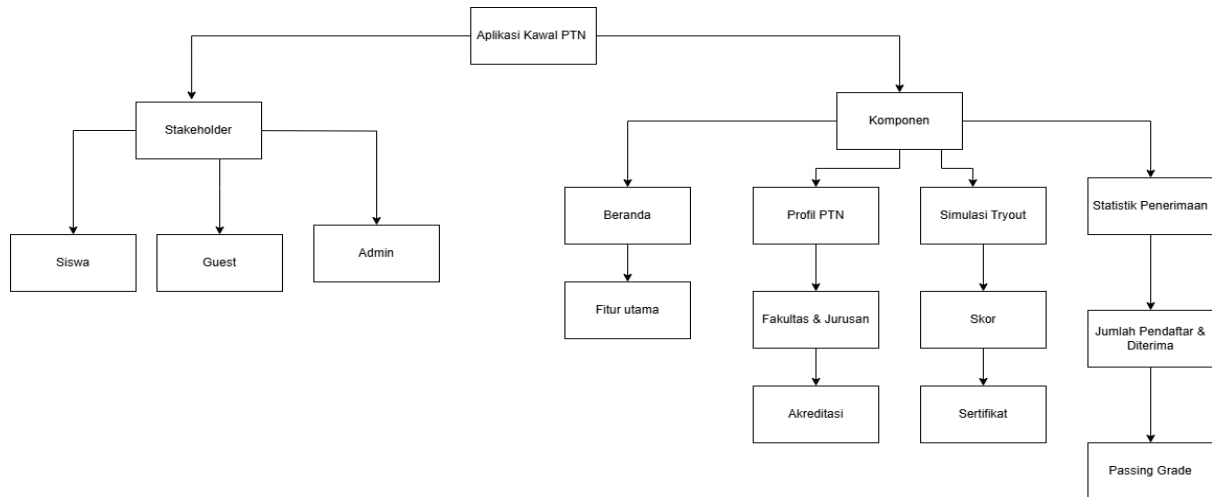 Aplikasi Kawal PTN
Stakeholder
Komponen
Siswa
Guest
Admin
Beranda
Profil PTN
Simulasi Tryout
Statistik Penerimaan
Fitur utama
Fakultas & Jurusan
Skor
Jumlah Pendaftar &
Diterima
Akreditasi
Sertifikat
Passing Grade